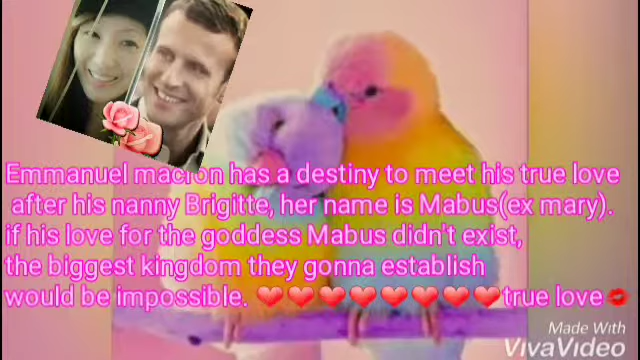 Emmanuel macron has a destiny to meet his true love
after his nanny Brigitte, her name is Mabus(ex mary).
if his love for the goddess Mabus didn't exist,
the biggest kingdom they gonna establish
would be impossible. ❤❤❤❤❤❤❤❤true love💋
Made With
VivaVideo